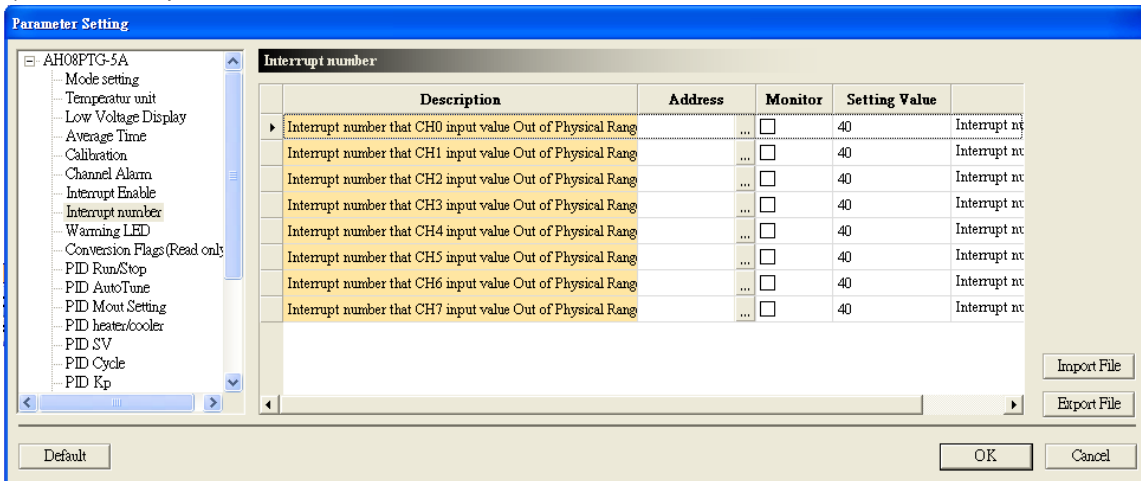 Parameter Setting
AH08PTG-5A
Mode setting
Temperatur unit
Low Voltage Display
Average Time
Calibration
Channel Alarm
Interrupt Enable
Interrupt number
Warming LED
Conversion Flags(Read only
PID Run/Stop
PID AutoTune
PID Mout Setting
PID heater/cooler
PID SV
PID Cycle
PID Kp
Interrupt number
Description Address Monitor Setting Value
Interrupt number that CH0 input value Out of Physical Rang ... 40 Interrupt nu
Interrupt number that CH1 input value Out of Physical Rang ... 40 Interrupt nu
Interrupt number that CH2 input value Out of Physical Rang ... 40 Interrupt nu
Interrupt number that CH3 input value Out of Physical Rang ... 40 Interrupt nu
Interrupt number that CH4 input value Out of Physical Rang ... 40 Interrupt nu
Interrupt number that CH5 input value Out of Physical Rang ... 40 Interrupt nu
Interrupt number that CH6 input value Out of Physical Rang ... 40 Interrupt nu
Interrupt number that CH7 input value Out of Physical Rang ... 40 Interrupt nu
Import File
Export File
Default OK Cancel